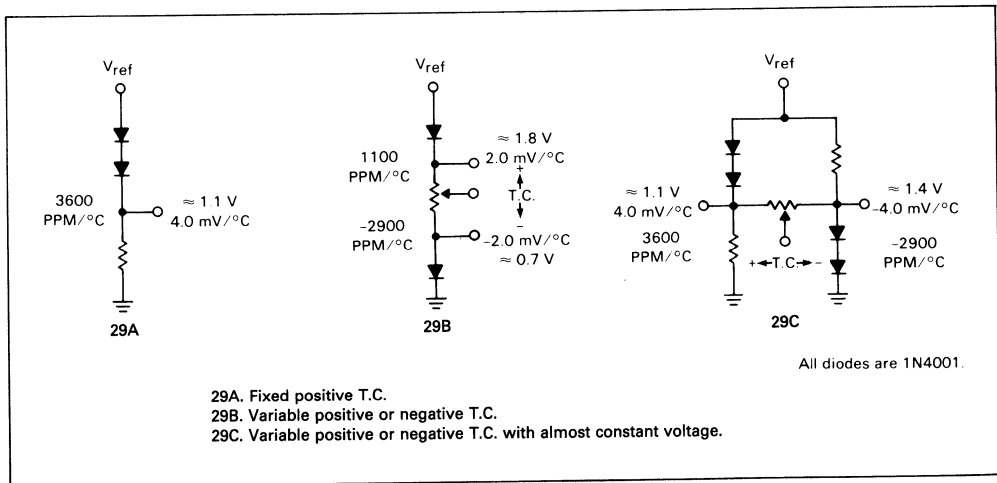 Vref
3600
PPM/°C
≈ 1.1 V
4.0 mV/°C
29A
Vref
1100
PPM/°C
≈ 1.8 V
2.0 mV/°C
+
T.C.
−
-2900
PPM/°C
-2.0 mV/°C
≈ 0.7 V
29B
Vref
≈ 1.1 V
4.0 mV/°C
3600
PPM/°C
+ T.C. −
≈ 1.4 V
-4.0 mV/°C
-2900
PPM/°C
29C
All diodes are 1N4001.
29A. Fixed positive T.C.
29B. Variable positive or negative T.C.
29C. Variable positive or negative T.C. with almost constant voltage.